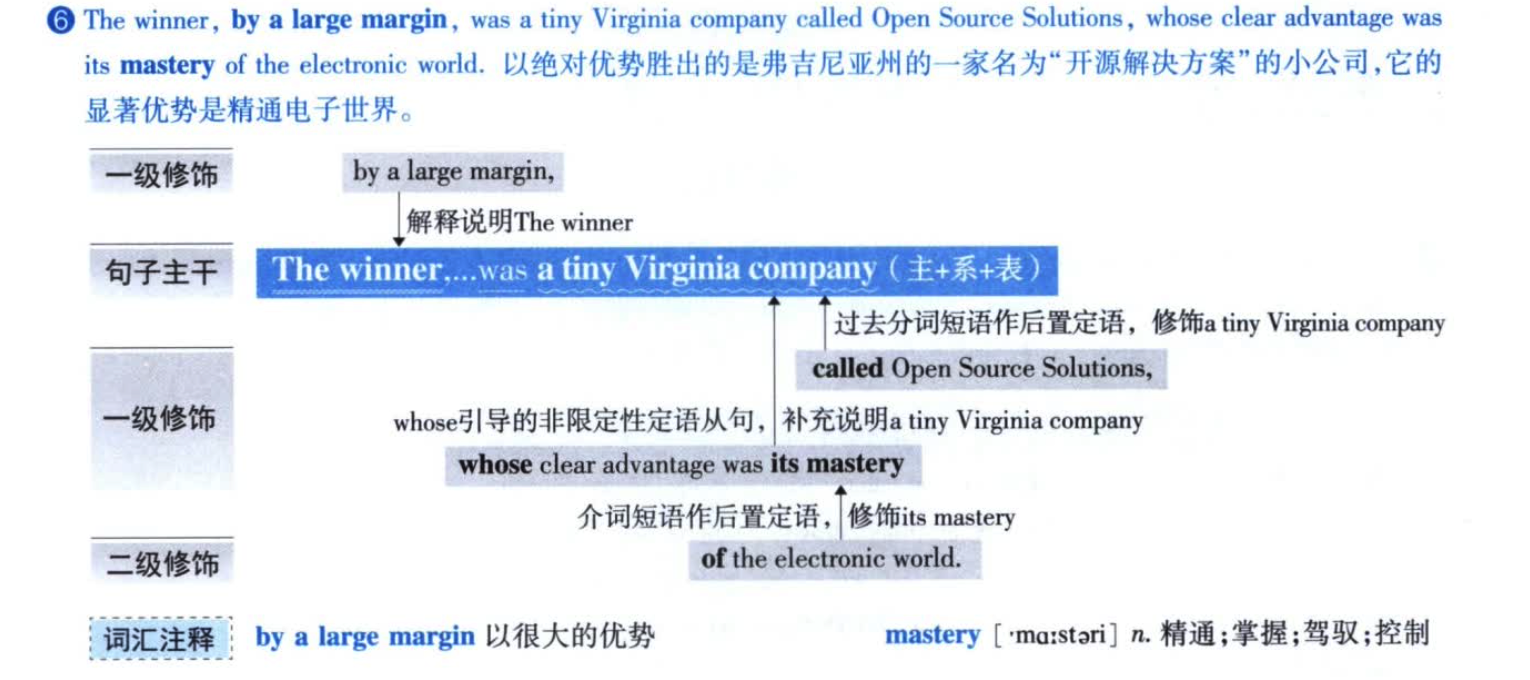 ❻ The winner, by a large margin, was a tiny Virginia company called Open Source Solutions, whose clear advantage was
its mastery of the electronic world. 以绝对优势胜出的是弗吉尼亚州的一家名为“开源解决方案”的小公司,它的
显著优势是精通电子世界。
一级修饰 by a large margin,
解释说明The winner
句子主干 The winner....was a tiny Virginia company（主+系+表）
过去分词短语作后置定语，修饰a tiny Virginia company
called Open Source Solutions,
一级修饰 whose引导的非限定性定语从句，补充说明a tiny Virginia company
whose clear advantage was its mastery
介词短语作后置定语，修饰its mastery
二级修饰 of the electronic world.
词汇注释 by a large margin 以很大的优势 mastery [ˈmɑːstəri] n. 精通;掌握;驾驭;控制